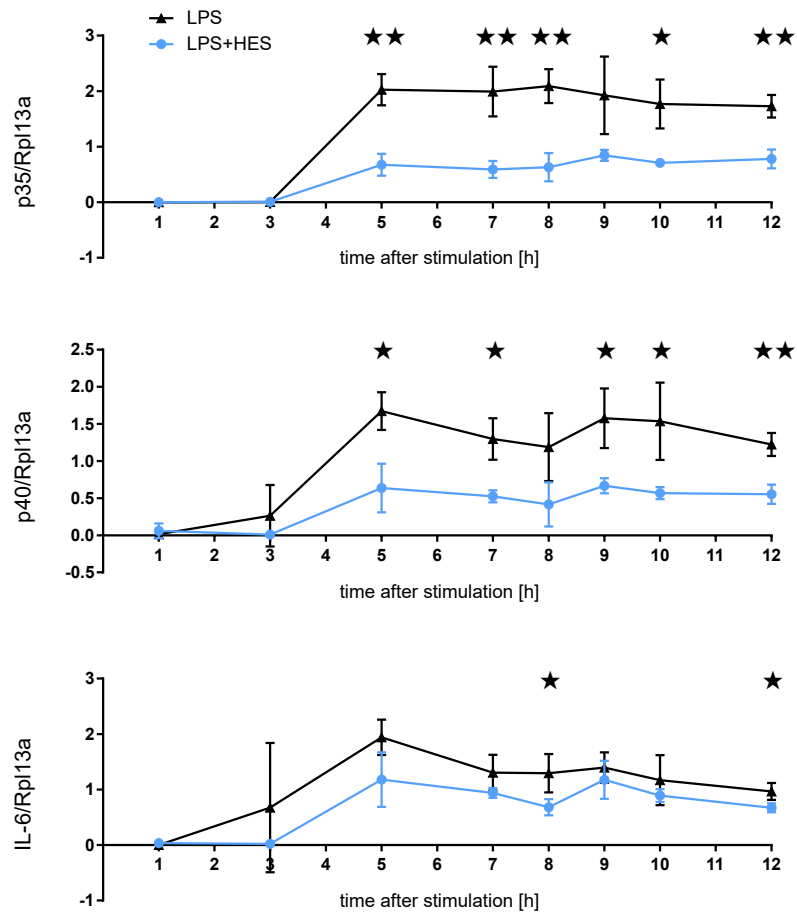 LPS
LPS+HES
★★ ★★ ★★ ★ ★★
3
2
1
0
-1
p35/Rpl13a
1 2 3 4 5 6 7 8 9 10 11 12
time after stimulation [h]
★ ★ ★ ★ ★★
2.5
2.0
1.5
1.0
0.5
0.0
-0.5
p40/Rpl13a
1 2 3 4 5 6 7 8 9 10 11 12
time after stimulation [h]
★ ★
3
2
1
0
-1
IL-6/Rpl13a
1 2 3 4 5 6 7 8 9 10 11 12
time after stimulation [h]